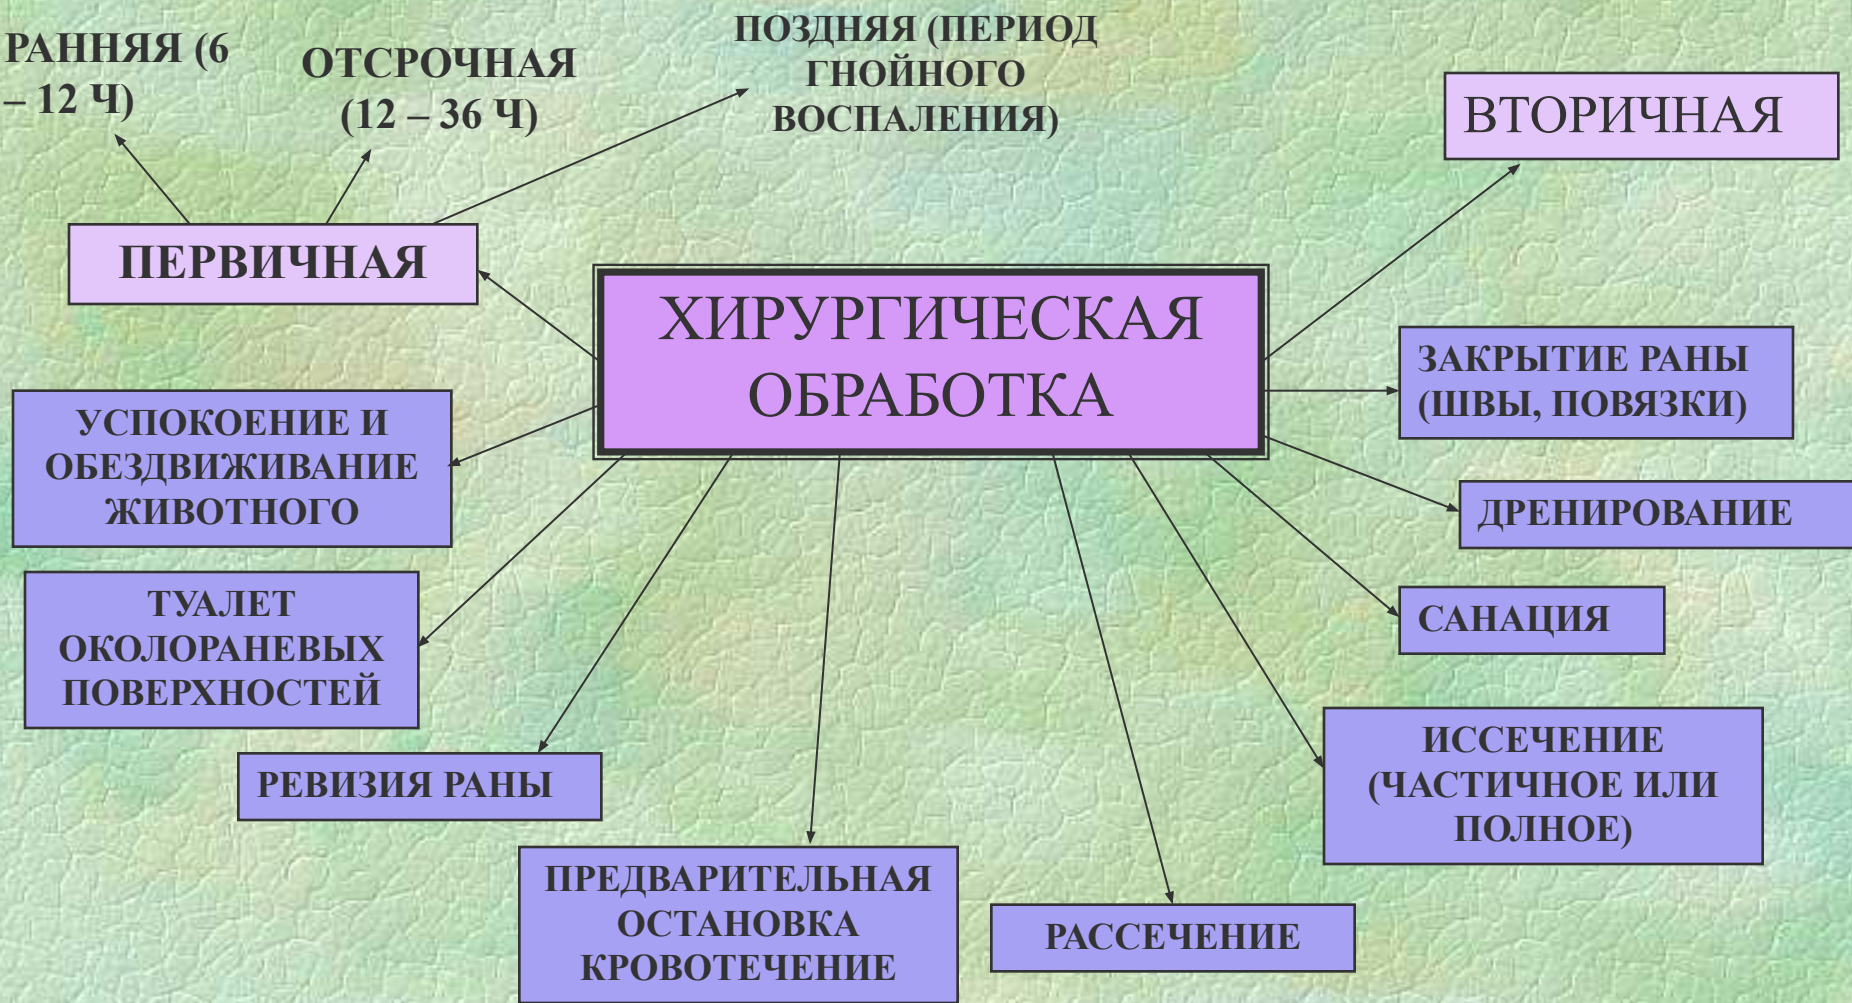 РАННЯЯ (6
– 12 Ч)
ОТСРОЧНАЯ
(12 – 36 Ч)
ПОЗДНЯЯ (ПЕРИОД
ГНОЙНОГО
ВОСПАЛЕНИЯ)
ВТОРИЧНАЯ
ПЕРВИЧНАЯ
ХИРУРГИЧЕСКАЯ
ОБРАБОТКА
УСПОКОЕНИЕ И
ОБЕЗДВИЖИВАНИЕ
ЖИВОТНОГО
ЗАКРЫТИЕ РАНЫ
(ШВЫ, ПОВЯЗКИ)
ДРЕНИРОВАНИЕ
ТУАЛЕТ
ОКОЛОРАНЕВЫХ
ПОВЕРХНОСТЕЙ
САНАЦИЯ
РЕВИЗИЯ РАНЫ
ИССЕЧЕНИЕ
(ЧАСТИЧНОЕ ИЛИ
ПОЛНОЕ)
ПРЕДВАРИТЕЛЬНАЯ
ОСТАНОВКА
КРОВОТЕЧЕНИЕ
РАССЕЧЕНИЕ